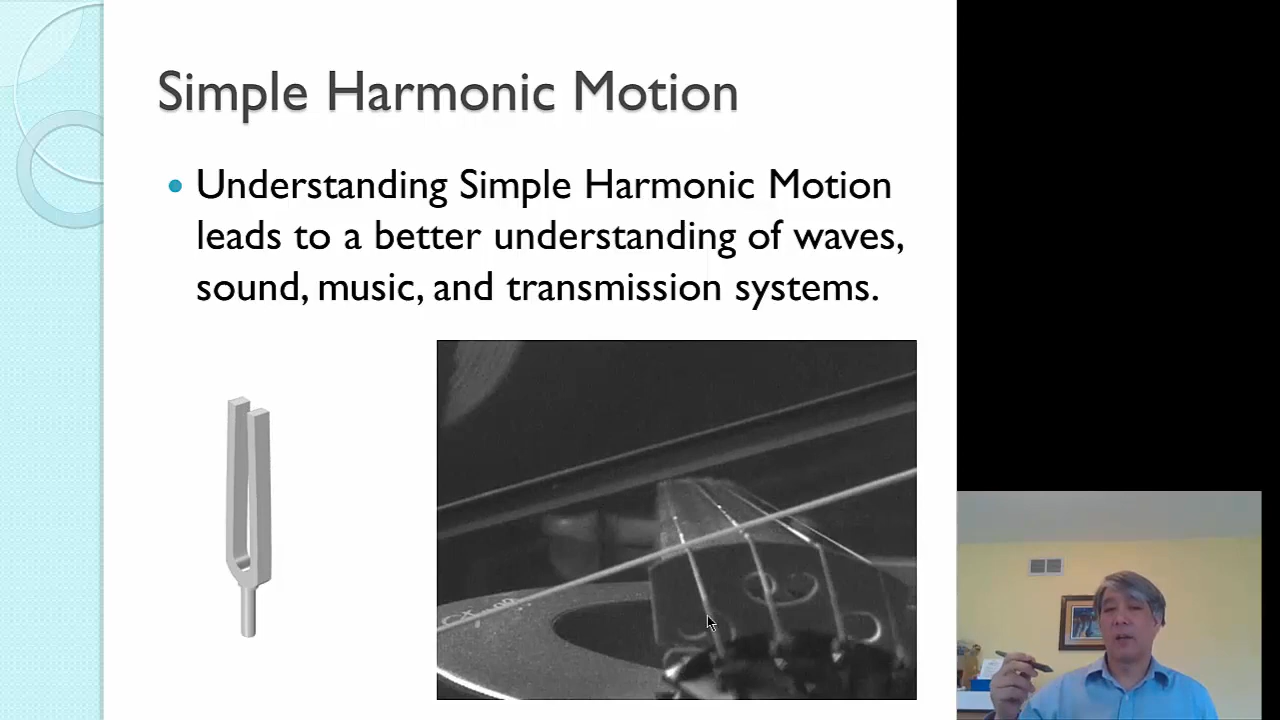 Simple Harmonic Motion
Understanding Simple Harmonic Motion
leads to a better understanding of waves,
sound, music, and transmission systems.